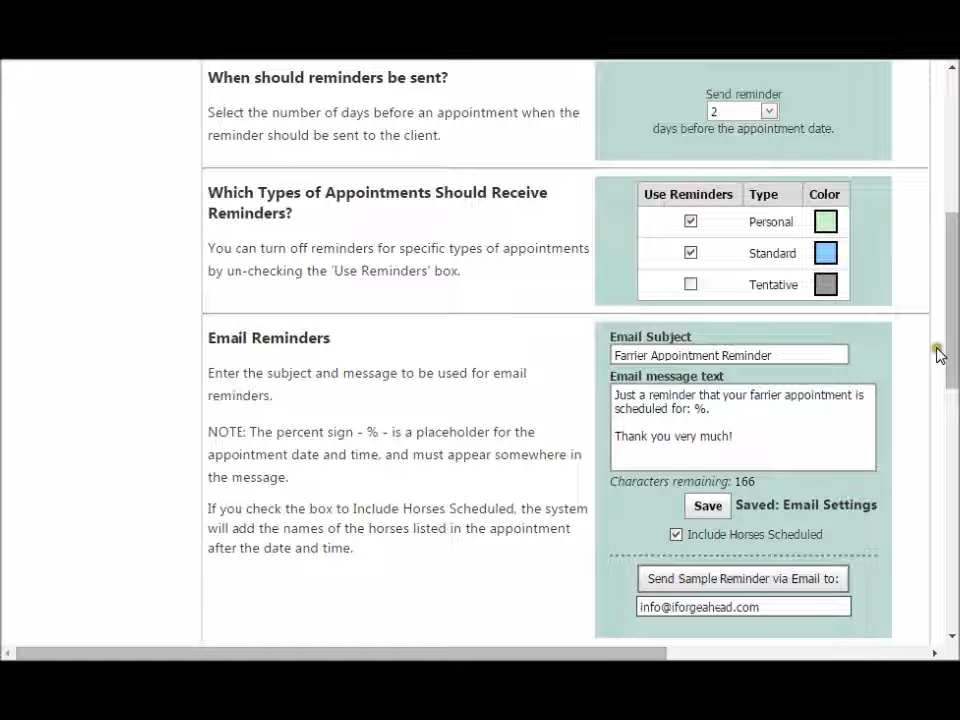 When should reminders be sent?
Select the number of days before an appointment when the
reminder should be sent to the client.
Send reminder
2
days before the appointment date.
Which Types of Appointments Should Receive
Reminders?
You can turn off reminders for specific types of appointments
by un-checking the 'Use Reminders' box.
Use Reminders Type Color
Personal
Standard
Tentative
Email Reminders
Enter the subject and message to be used for email
reminders.
NOTE: The percent sign - % - is a placeholder for the
appointment date and time, and must appear somewhere in
the message.
If you check the box to Include Horses Scheduled, the system
will add the names of the horses listed in the appointment
after the date and time.
Email Subject
Farrier Appointment Reminder
Email message text
Just a reminder that your farrier appointment is
scheduled for: %.
Thank you very much!
Characters remaining: 166
Save Saved: Email Settings
Include Horses Scheduled
Send Sample Reminder via Email to:
info@iforgeahead.com